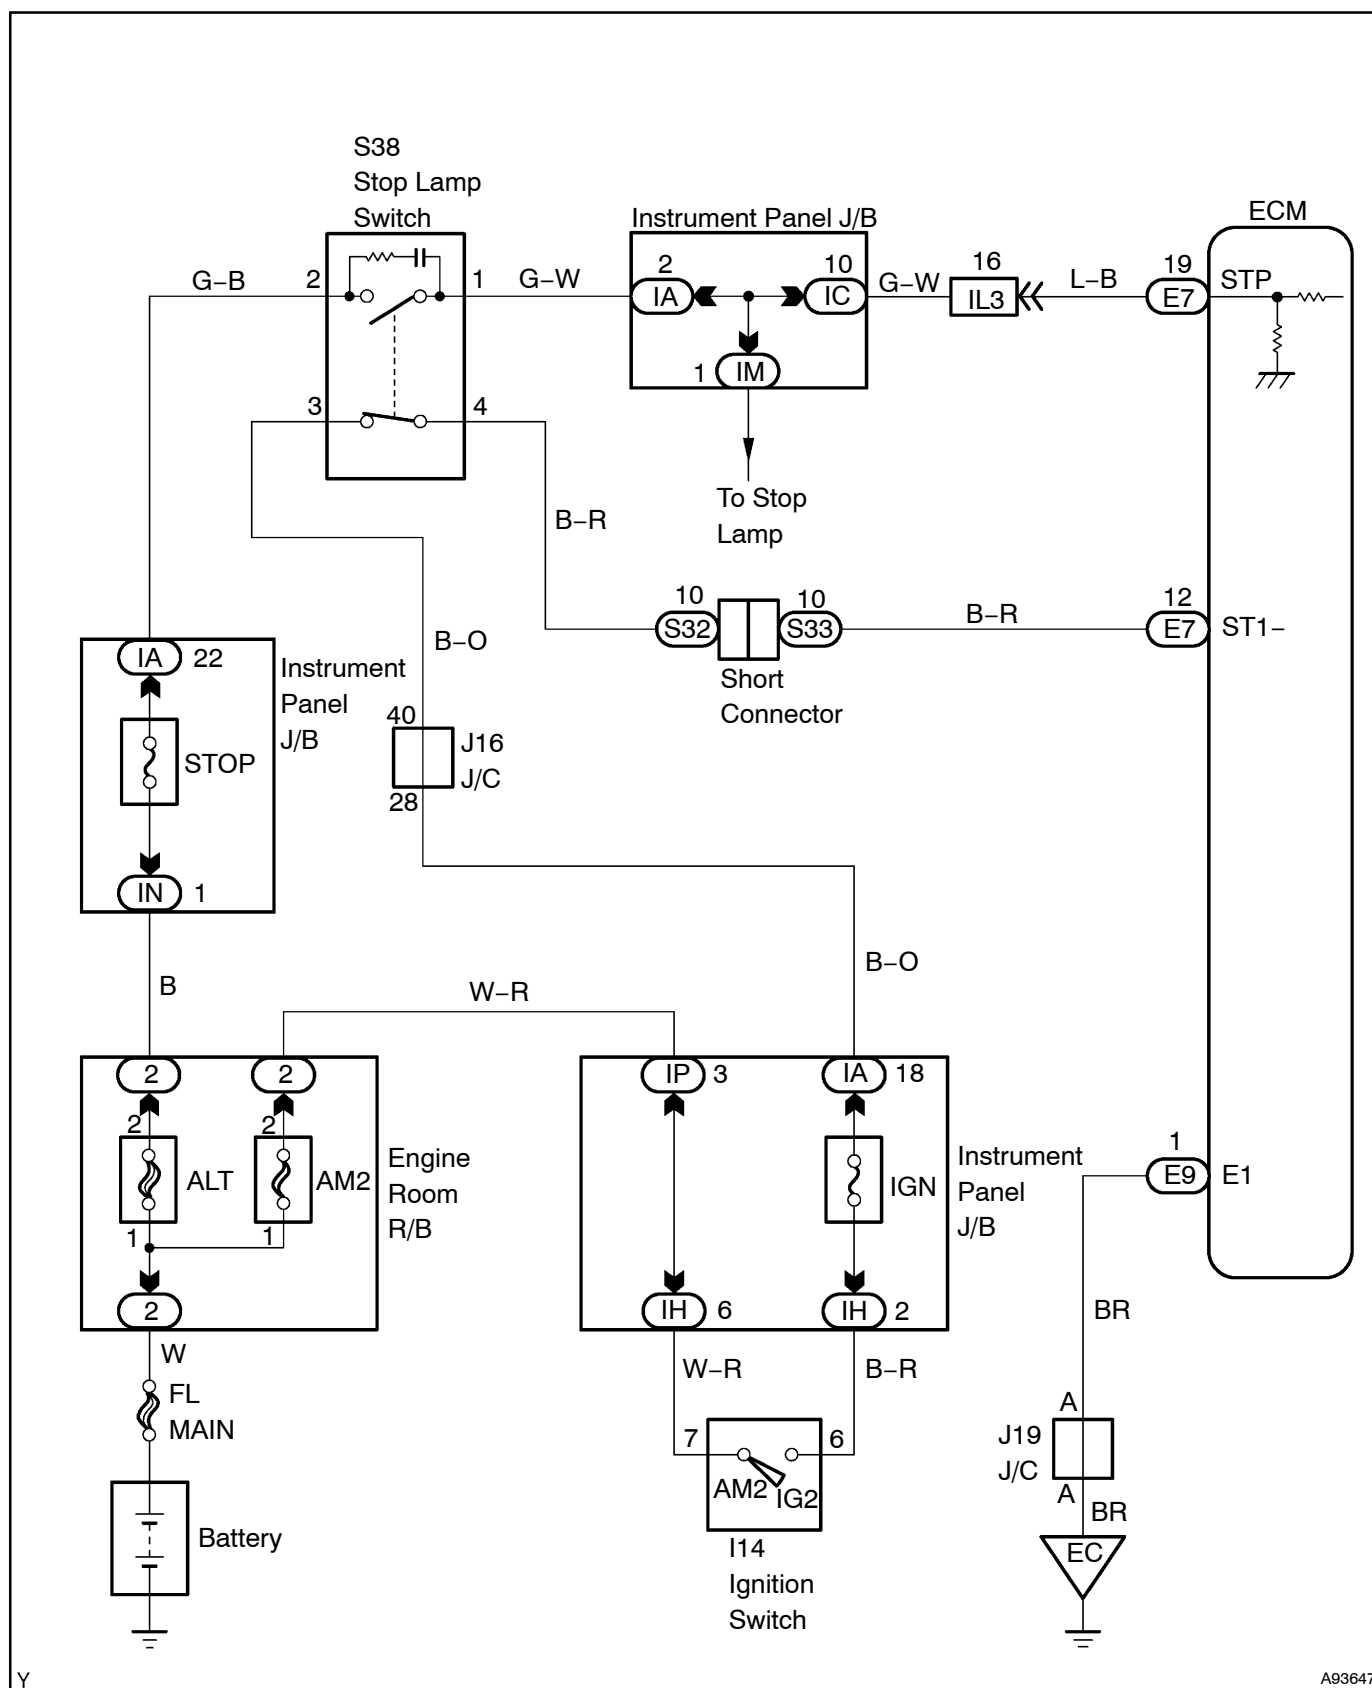 S38
Stop Lamp
Switch
Instrument Panel J/B
ECM
G–B
2
1
G–W
2
IA
10
IC
G–W
16
IL3
L–B
19
E7
STP
1
IM
3
4
To Stop
Lamp
B–R
10
S32
10
S33
Short
Connector
B–R
12
E7
ST1–
B–O
IA
22
Instrument
Panel
J/B
STOP
IN
1
40
J16
J/C
28
B
W–R
B–O
2
2
2
2
ALT
AM2
1
1
2
Engine
Room
R/B
IP
3
IA
18
IGN
IH
6
IH
2
Instrument
Panel
J/B
1
E9
E1
W
FL
MAIN
Battery
W–R
B–R
7
6
AM2
IG2
I14
Ignition
Switch
BR
A
J19
J/C
A
BR
EC
Y
A93647